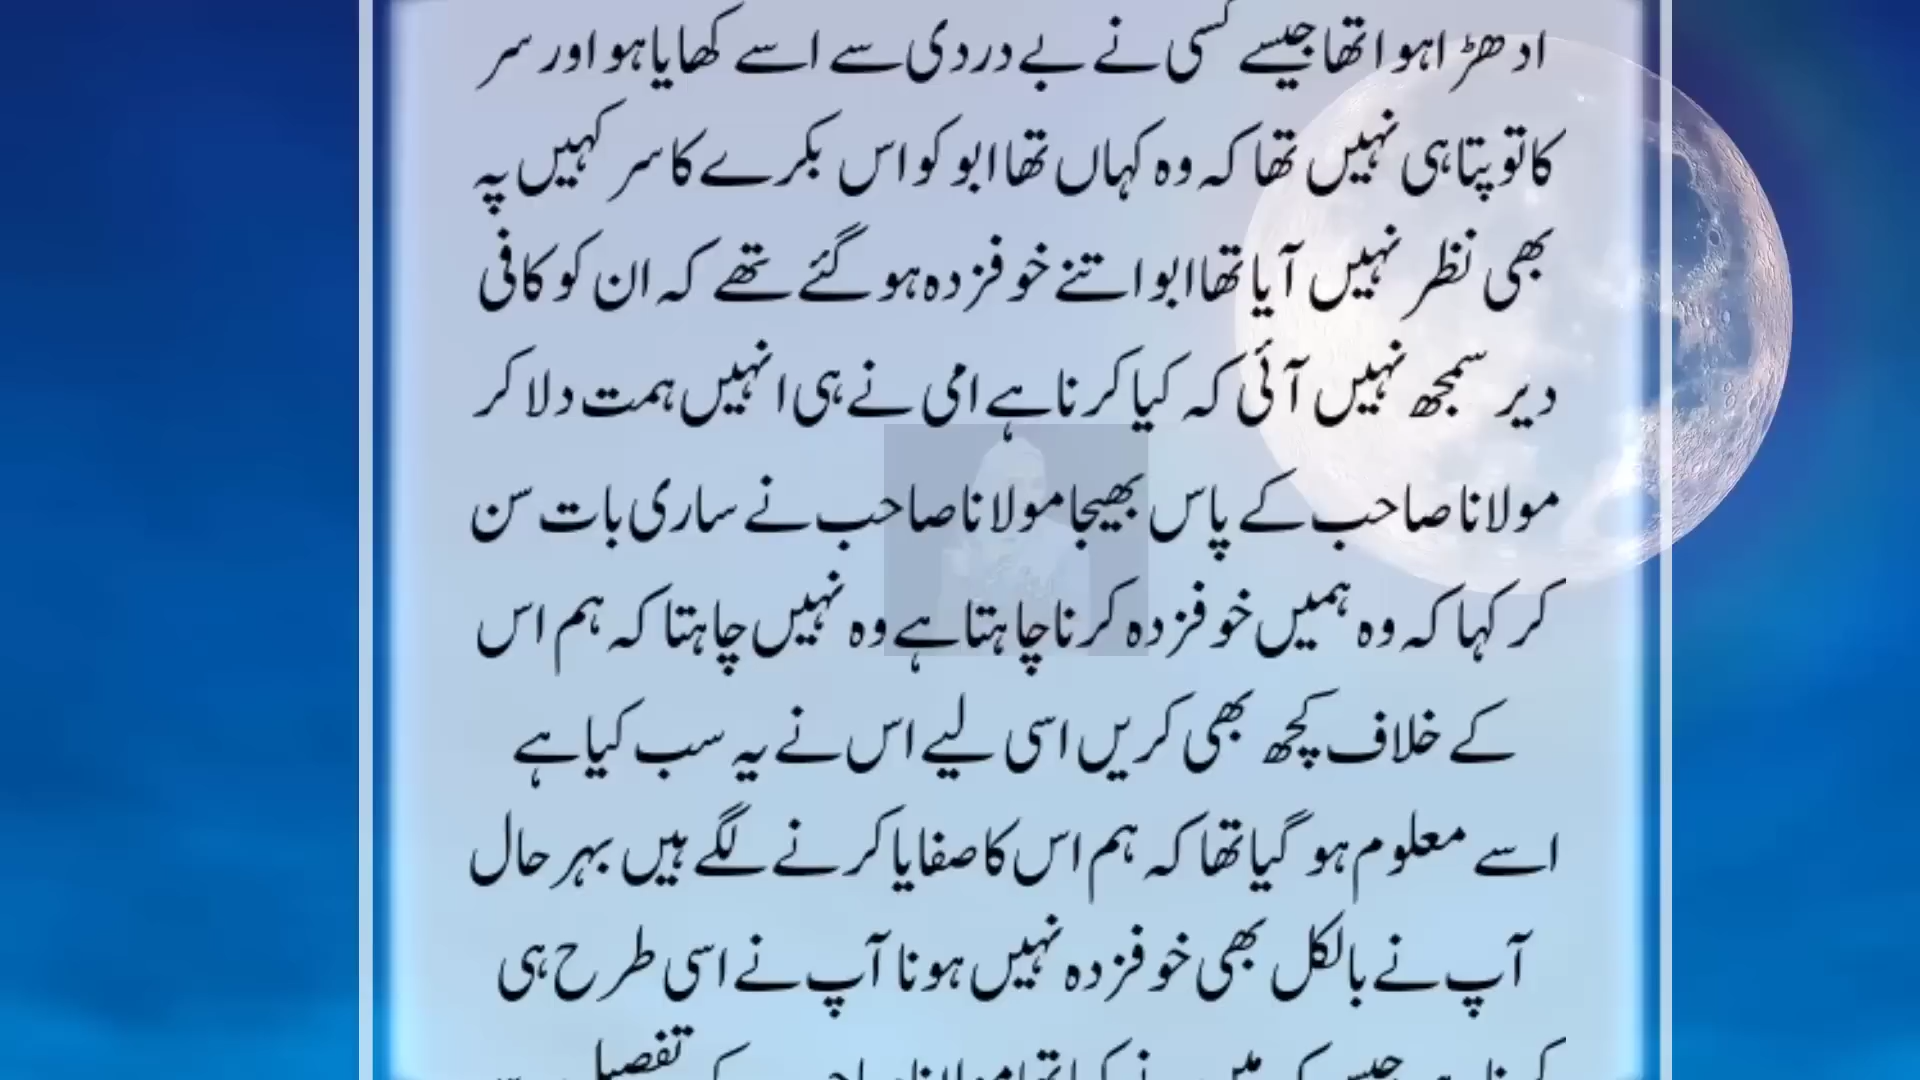 ادھڑا ہوا تھا جیسے کسی نے بے دردی سے اسے کھایا ہو اور سر
کا تو پتا ہی نہیں تھا کہ وہ کہاں تھا ابو کو اس بکرے کا سر کہیں پہ
بھی نظر نہیں آیا تھا ابو اتنے خوفزدہ ہو گئے تھے کہ ان کو کافی
دیر سمجھ نہیں آئی کہ کیا کرنا ہے امی نے ہی انہیں ہمت دلا کر
مولانا صاحب کے پاس بھیجا مولانا صاحب نے ساری بات سن
کر کہا کہ وہ ہمیں خوفزدہ کرنا چاہتا ہے وہ نہیں چاہتا کہ ہم اس
کے خلاف کچھ بھی کریں اسی لیے اس نے یہ سب کیا ہے
اسے معلوم ہو گیا تھا کہ ہم اس کا صفایا کرنے لگے ہیں بہر حال
آپ نے بالکل بھی خوفزدہ نہیں ہونا آپ نے اسی طرح ہی